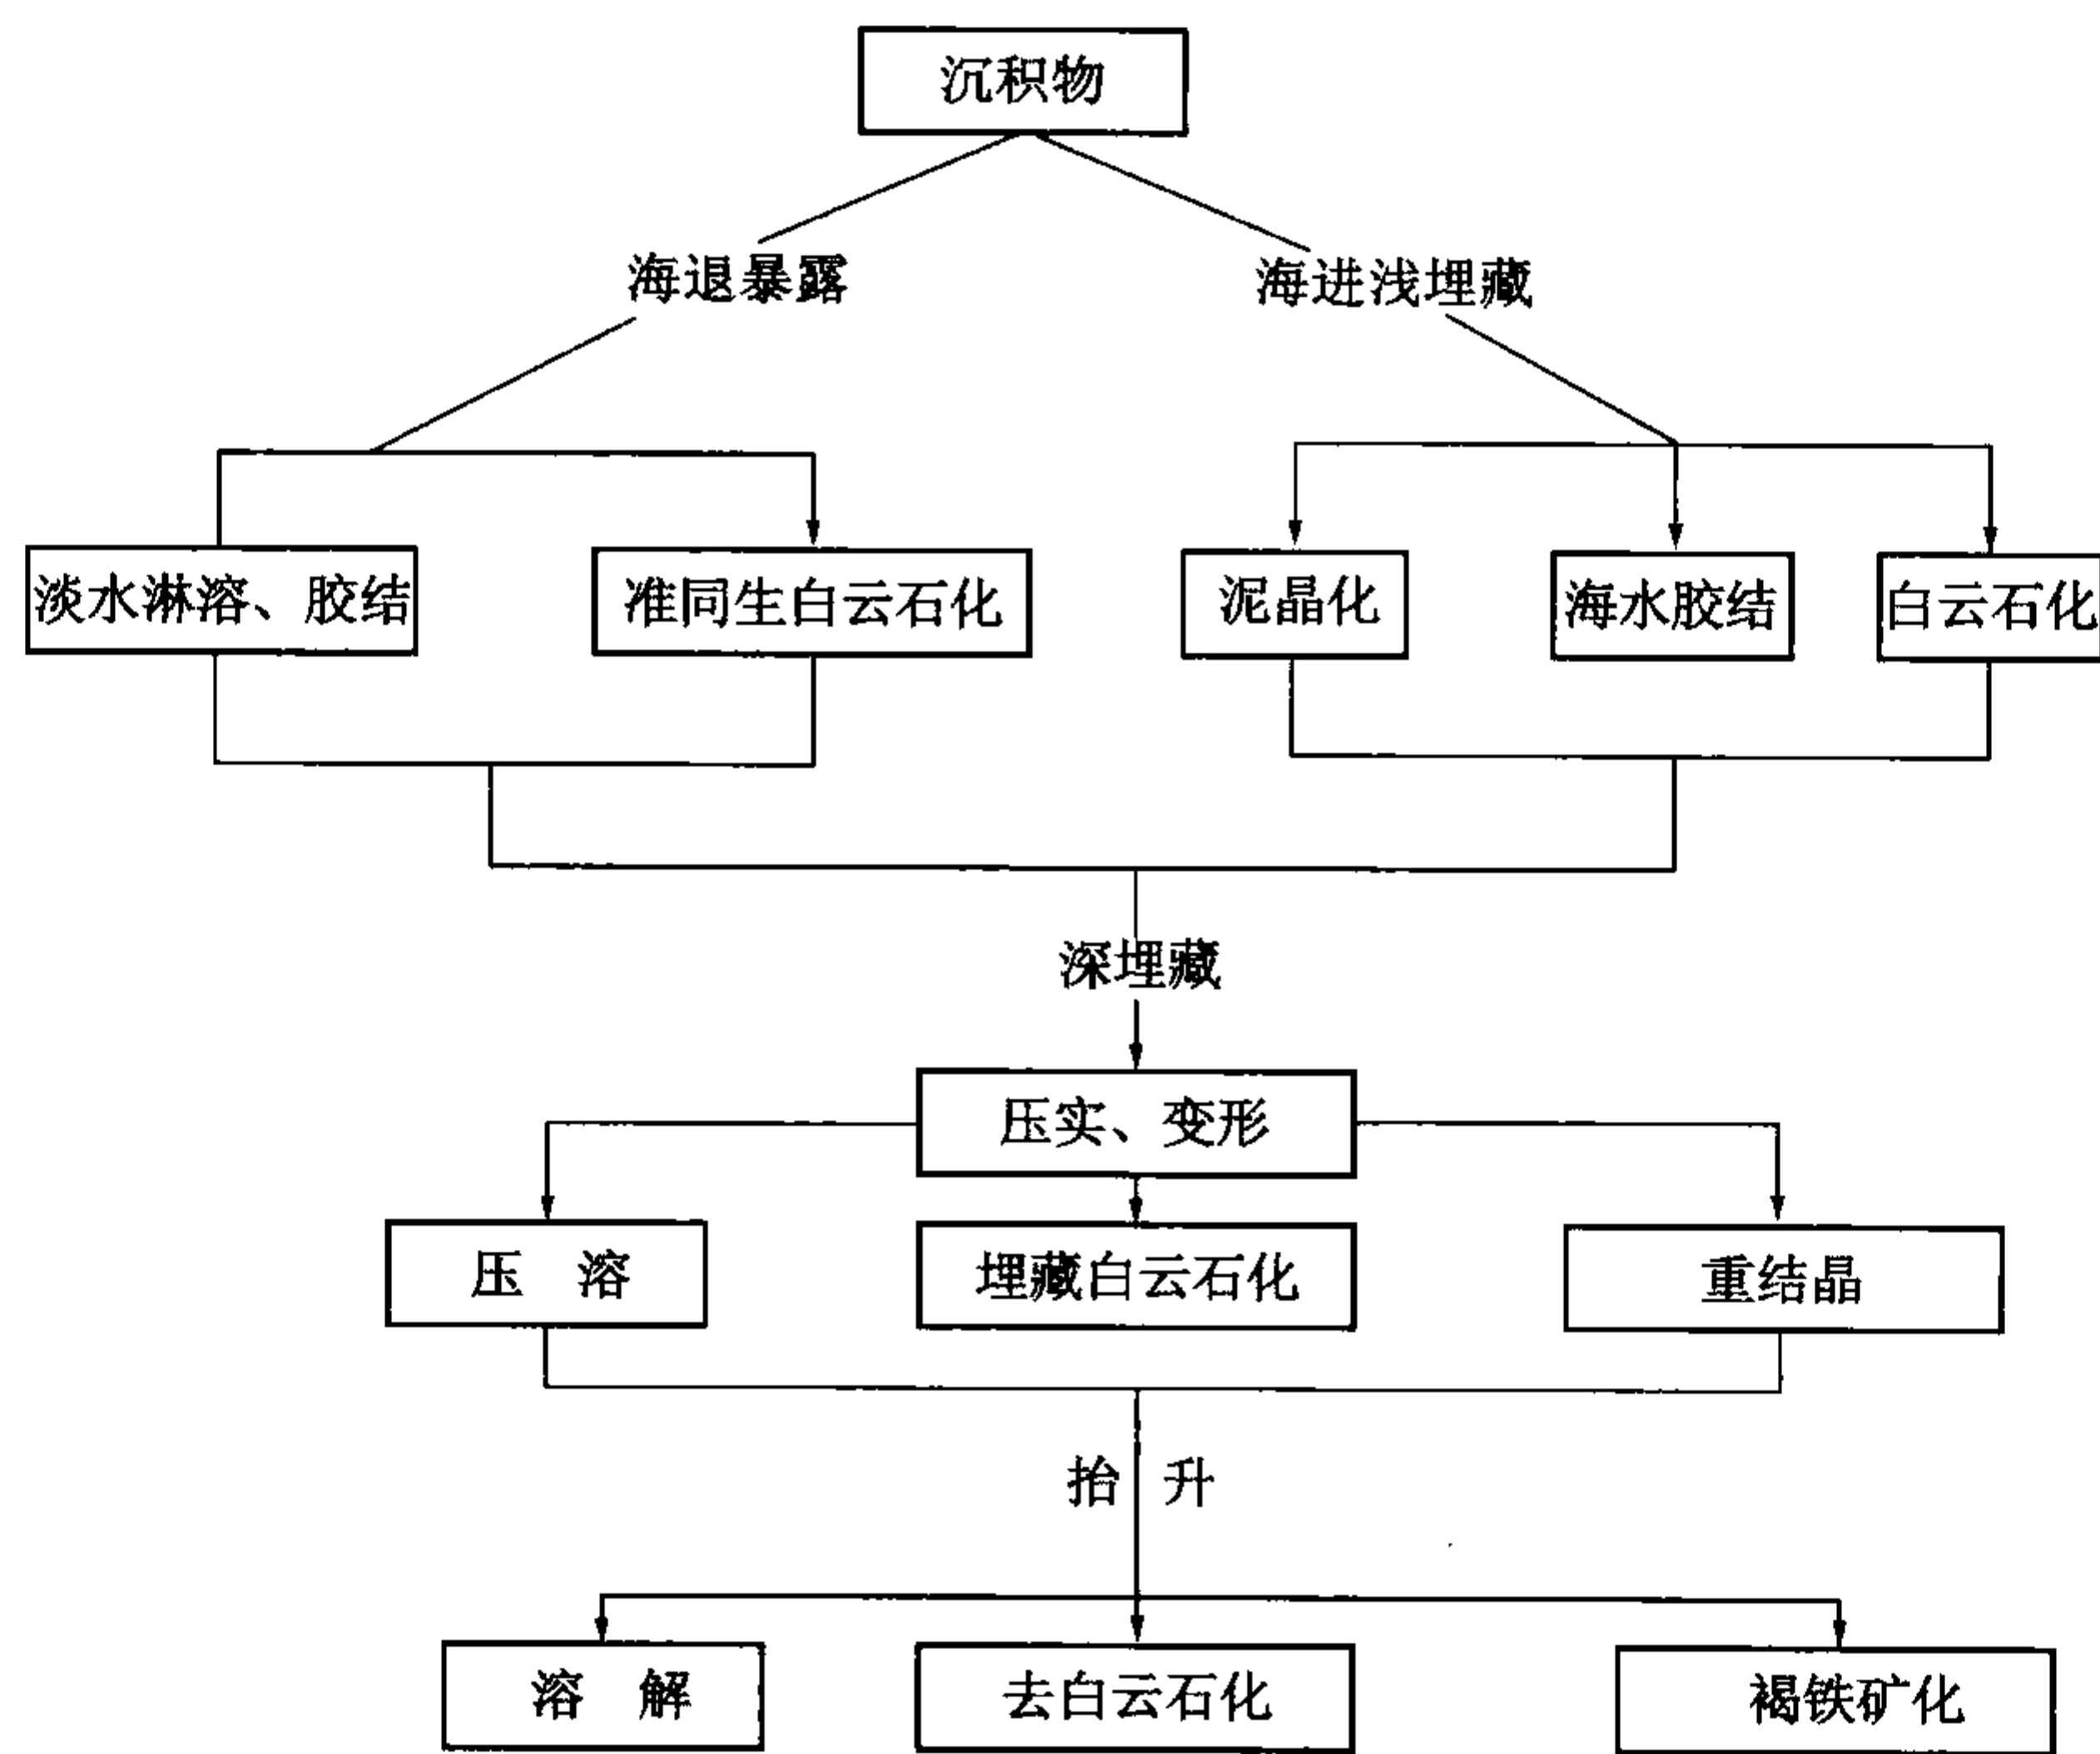 沉积物
海退暴露
海进浅埋藏
淡水淋溶、胶结
准同生白云石化
泥晶化
海水胶结
白云石化
深埋藏
压实、变形
压 溶
埋藏白云石化
重结晶
抬 升
溶 解
去白云石化
褐铁矿化